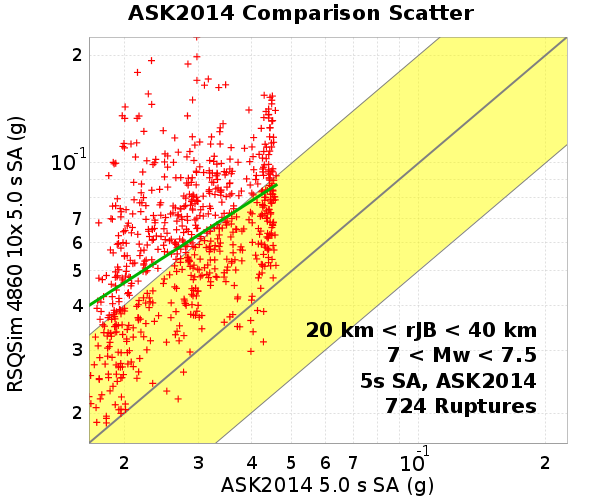 ASK2014 Comparison Scatter
RSQSim 4860 10x 5.0 s SA (g)
2
10-1
7
6
5
4
3
2
20 km < rJB < 40 km
7 < Mw < 7.5
5s SA, ASK2014
724 Ruptures
2 3 4 5 6 7 10-1 2
ASK2014 5.0 s SA (g)